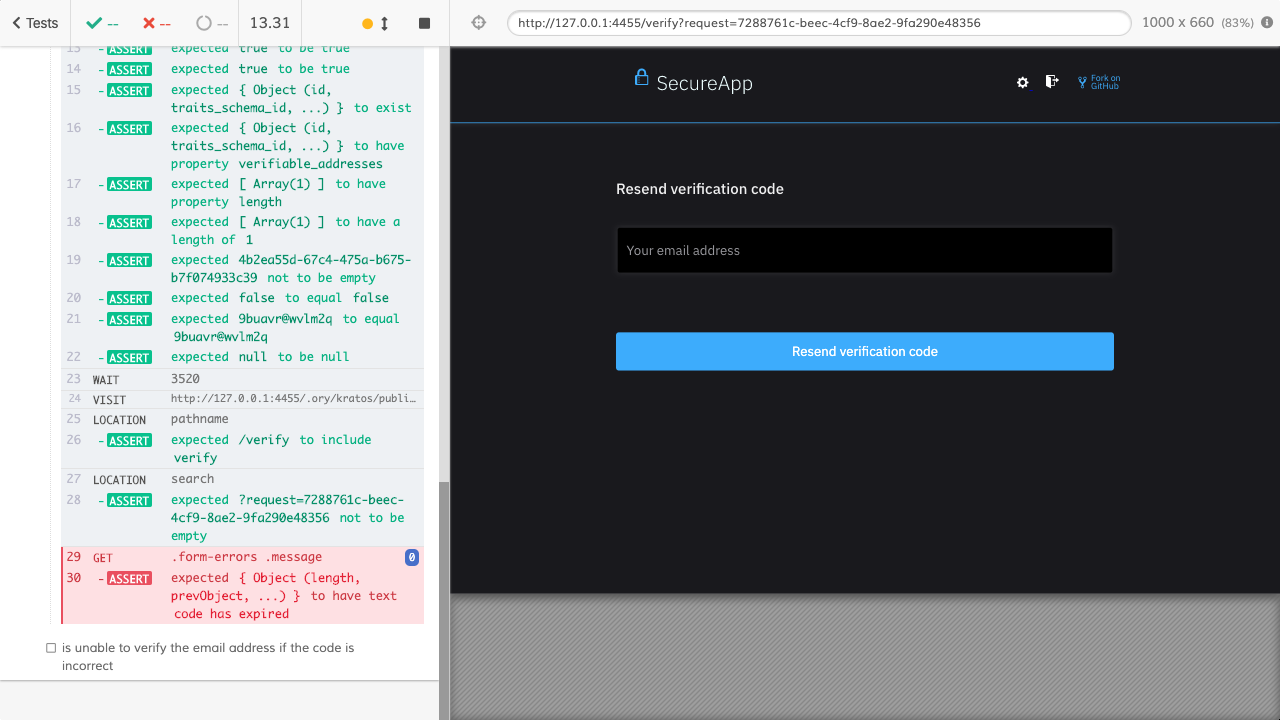 Tests
--
--
--
13.31
http://127.0.0.1:4455/verify?request=7288761c-beec-4cf9-8ae2-9fa290e48356
1000 x 660 (83%)
13 -ASSERT expected true to be true
14 -ASSERT expected true to be true
15 -ASSERT expected { Object (id,
traits_schema_id, ...) } to exist
16 -ASSERT expected { Object (id,
traits_schema_id, ...) } to have
property verifiable_addresses
17 -ASSERT expected [ Array(1) ] to have
property length
18 -ASSERT expected [ Array(1) ] to have a
length of 1
19 -ASSERT expected 4b2ea55d-67c4-475a-b675-
b7f074933c39 not to be empty
20 -ASSERT expected false to equal false
21 -ASSERT expected 9buavr@wvlm2q to equal
9buavr@wvlm2q
22 -ASSERT expected null to be null
23 WAIT 3520
24 VISIT http://127.0.0.1:4455/.ory/kratos/publi...
25 LOCATION pathname
26 -ASSERT expected /verify to include
verify
27 LOCATION search
28 -ASSERT expected ?request=7288761c-beec-
4cf9-8ae2-9fa290e48356 not to be
empty
29 GET .form-errors .message 0
30 -ASSERT expected { Object (length,
prevObject, ...) } to have text
code has expired
is unable to verify the email address if the code is
incorrect
SecureApp
Fork on
GitHub
Resend verification code
Your email address
Resend verification code